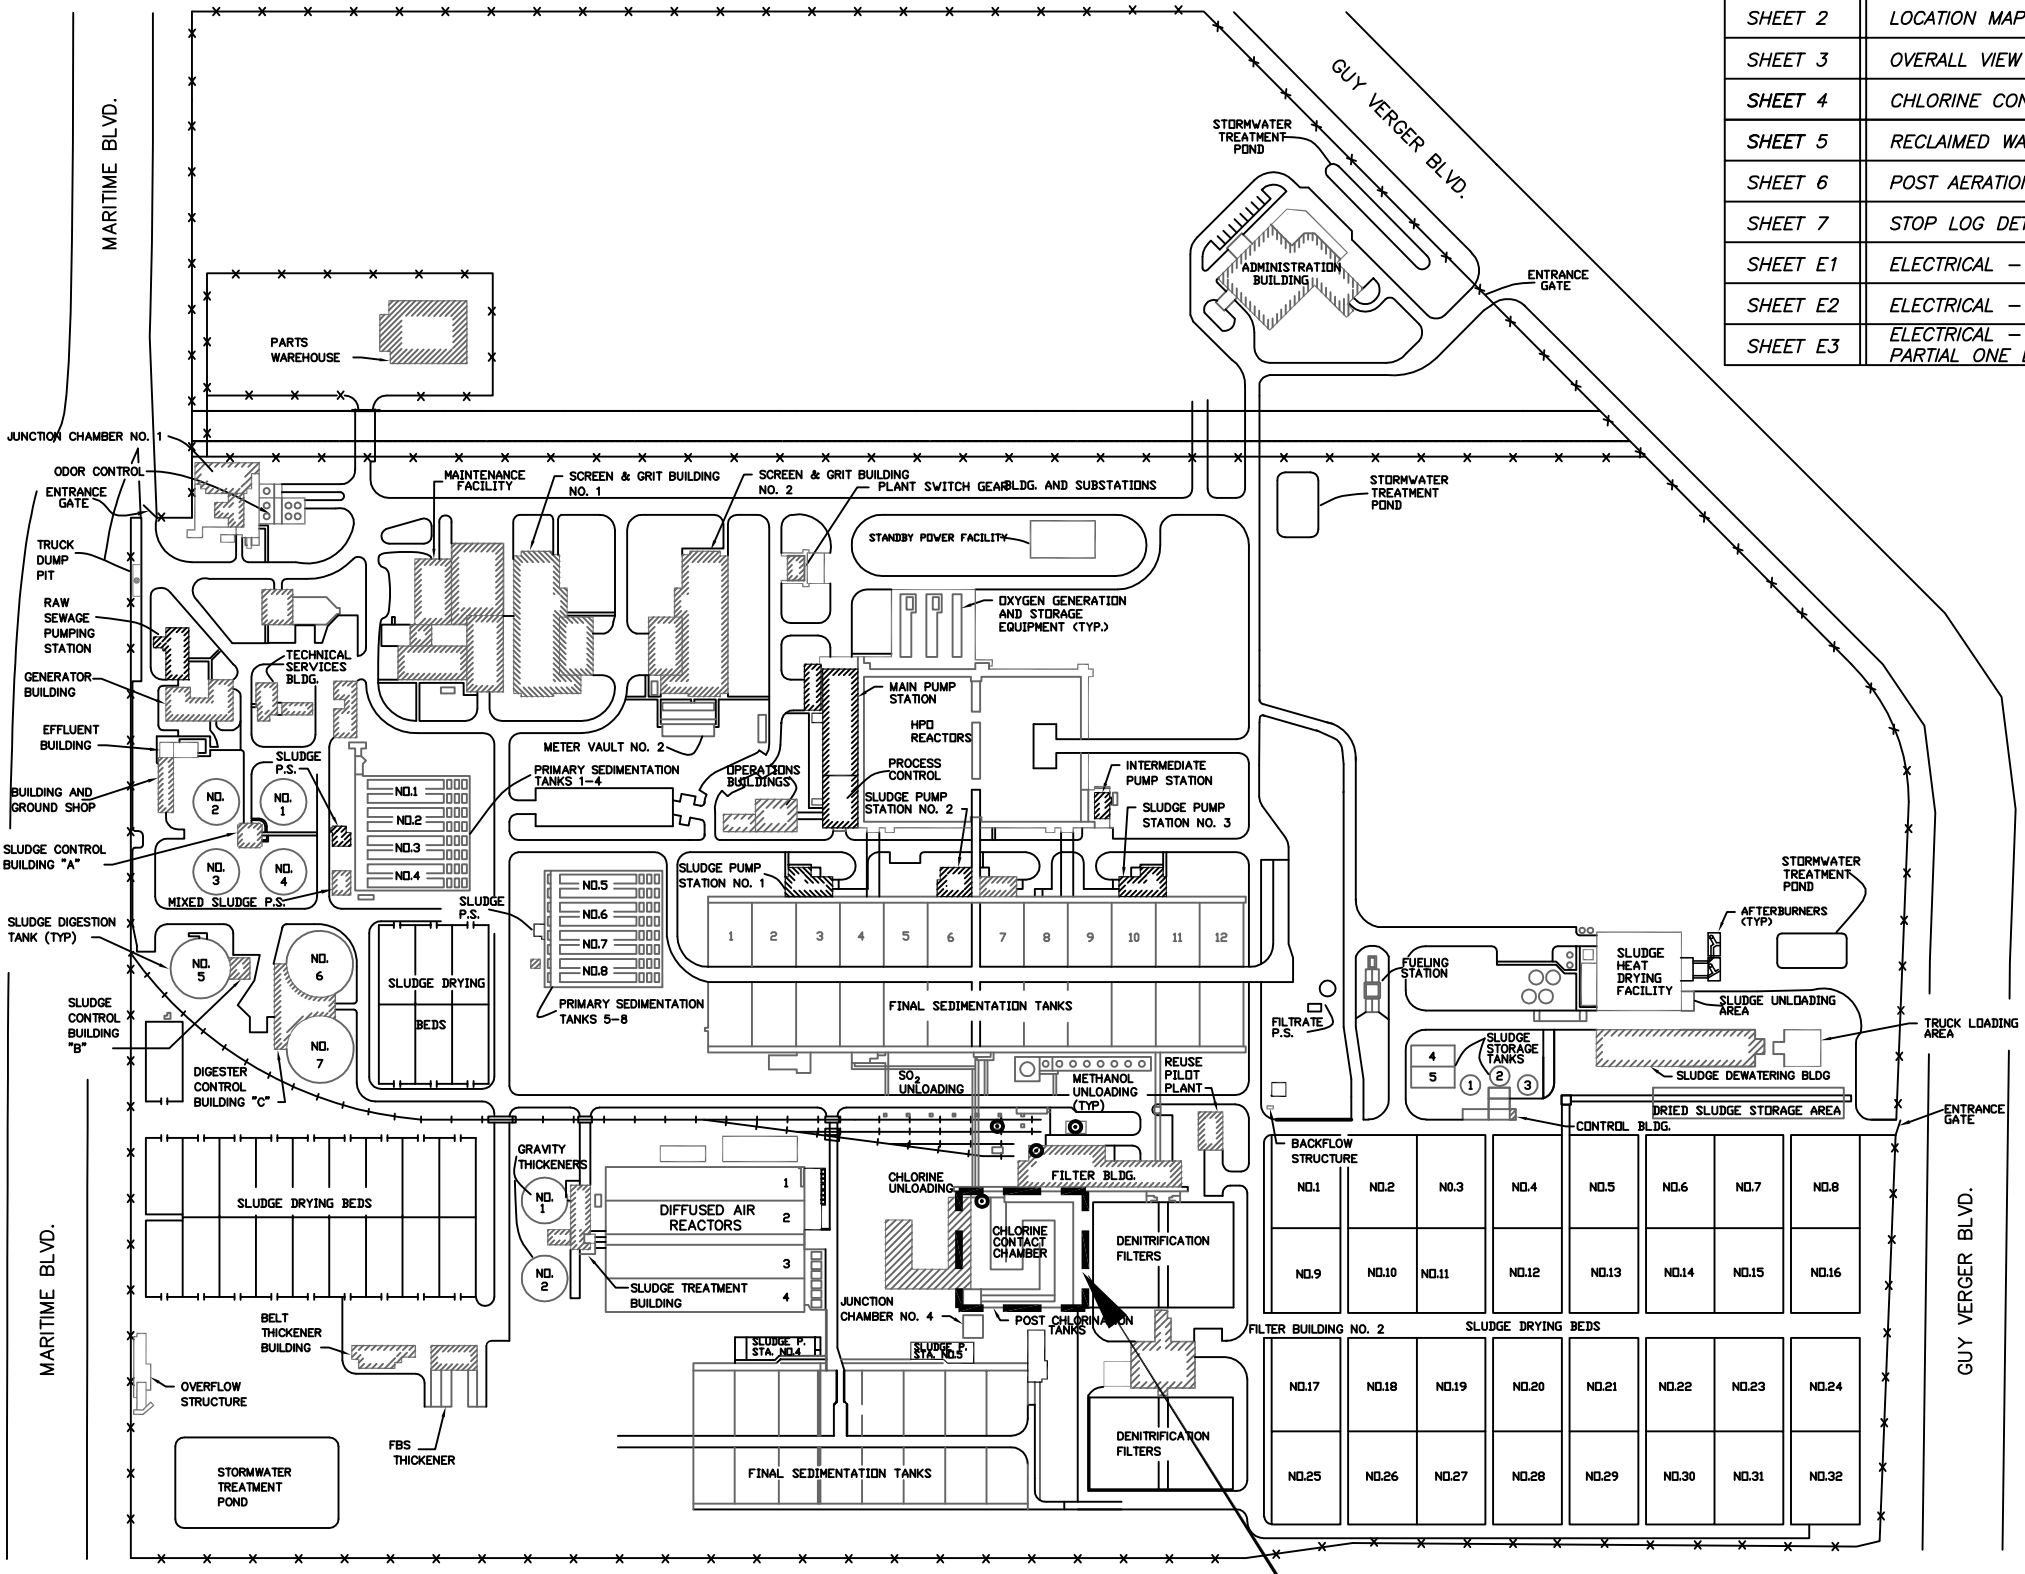 SHEET 2
LOCATION MAP
SHEET 3
OVERALL VIEW
SHEET 4
CHLORINE CON
SHEET 5
RECLAIMED WA
SHEET 6
POST AERATION
SHEET 7
STOP LOG DET
SHEET E1
ELECTRICAL –
SHEET E2
ELECTRICAL –
SHEET E3
ELECTRICAL –
PARTIAL ONE
MARITIME BLVD.
GUY VERGER BLVD.
STORMWATER
TREATMENT
POND
ADMINISTRATION
BUILDING
ENTRANCE
GATE
PARTS
WAREHOUSE
JUNCTION CHAMBER NO. 1
ODOR CONTROL
ENTRANCE
GATE
TRUCK
DUMP
PIT
RAW
SEWAGE
PUMPING
STATION
GENERATOR
BUILDING
EFFLUENT
BUILDING
BUILDING AND
GROUND SHOP
SLUDGE CONTROL
BUILDING "A"
SLUDGE DIGESTION
TANK (TYP)
SLUDGE
CONTROL
BUILDING
"B"
MAINTENANCE
FACILITY
SCREEN & GRIT BUILDING
NO. 1
SCREEN & GRIT BUILDING
NO. 2
PLANT SWITCH GEAR BLDG. AND SUBSTATIONS
STORMWATER
TREATMENT
POND
STANDBY POWER FACILITY
OXYGEN GENERATION
AND STORAGE
EQUIPMENT (TYP.)
TECHNICAL
SERVICES
BLDG.
MAIN PUMP
STATION
HPO
REACTORS
METER VAULT NO. 2
SLUDGE
P.S.
PRIMARY SEDIMENTATION
TANKS 1-4
OPERATIONS
BUILDINGS
PROCESS
CONTROL
INTERMEDIATE
PUMP STATION
SLUDGE PUMP
STATION NO. 2
SLUDGE PUMP
STATION NO. 3
NO.
2
NO.
1
NO.
3
NO.
4
NO.1
NO.2
NO.3
NO.4
MIXED SLUDGE P.S.
SLUDGE PUMP
STATION NO. 1
SLUDGE
P.S.
NO.5
NO.6
NO.7
NO.8
PRIMARY SEDIMENTATION
TANKS 5-8
1 2 3 4 5 6 7 8 9 10 11 12
FINAL SEDIMENTATION TANKS
NO.
5
NO.
6
NO.
7
SLUDGE DRYING
BEDS
DIGESTER
CONTROL
BUILDING "C"
STORMWATER
TREATMENT
POND
AFTERBURNERS
(TYP)
SLUDGE
HEAT
DRYING
FACILITY
FUELING
STATION
SLUDGE UNLOADING
AREA
TRUCK LOADING
AREA
FILTRATE
P.S.
SLUDGE
STORAGE
TANKS
4
5
1
2
3
SLUDGE DEWATERING BLDG
DRIED SLUDGE STORAGE AREA
CONTROL BLDG.
ENTRANCE
GATE
BACKFLOW
STRUCTURE
SO2
UNLOADING
METHANOL
UNLOADING
(TYP)
REUSE
PILOT
PLANT
GRAVITY
THICKENERS
NO.
1
NO.
2
CHLORINE
UNLOADING
FILTER BLDG.
SLUDGE DRYING BEDS
DIFFUSED AIR
REACTORS
1
2
3
4
CHLORINE
CONTACT
CHAMBER
DENITRIFICATION
FILTERS
SLUDGE TREATMENT
BUILDING
JUNCTION
CHAMBER NO. 4
POST CHLORINATION
TANKS
FILTER BUILDING NO. 2
SLUDGE P.
STA. NO.4
SLUDGE P.
STA. NO.5
BELT
THICKENER
BUILDING
OVERFLOW
STRUCTURE
FBS
THICKENER
STORMWATER
TREATMENT
POND
FINAL SEDIMENTATION TANKS
DENITRIFICATION
FILTERS
NO.1 NO.2 NO.3 NO.4 NO.5 NO.6 NO.7 NO.8
NO.9 NO.10 NO.11 NO.12 NO.13 NO.14 NO.15 NO.16
SLUDGE DRYING BEDS
NO.17 NO.18 NO.19 NO.20 NO.21 NO.22 NO.23 NO.24
NO.25 NO.26 NO.27 NO.28 NO.29 NO.30 NO.31 NO.32
MARITIME BLVD.
GUY VERGER BLVD.